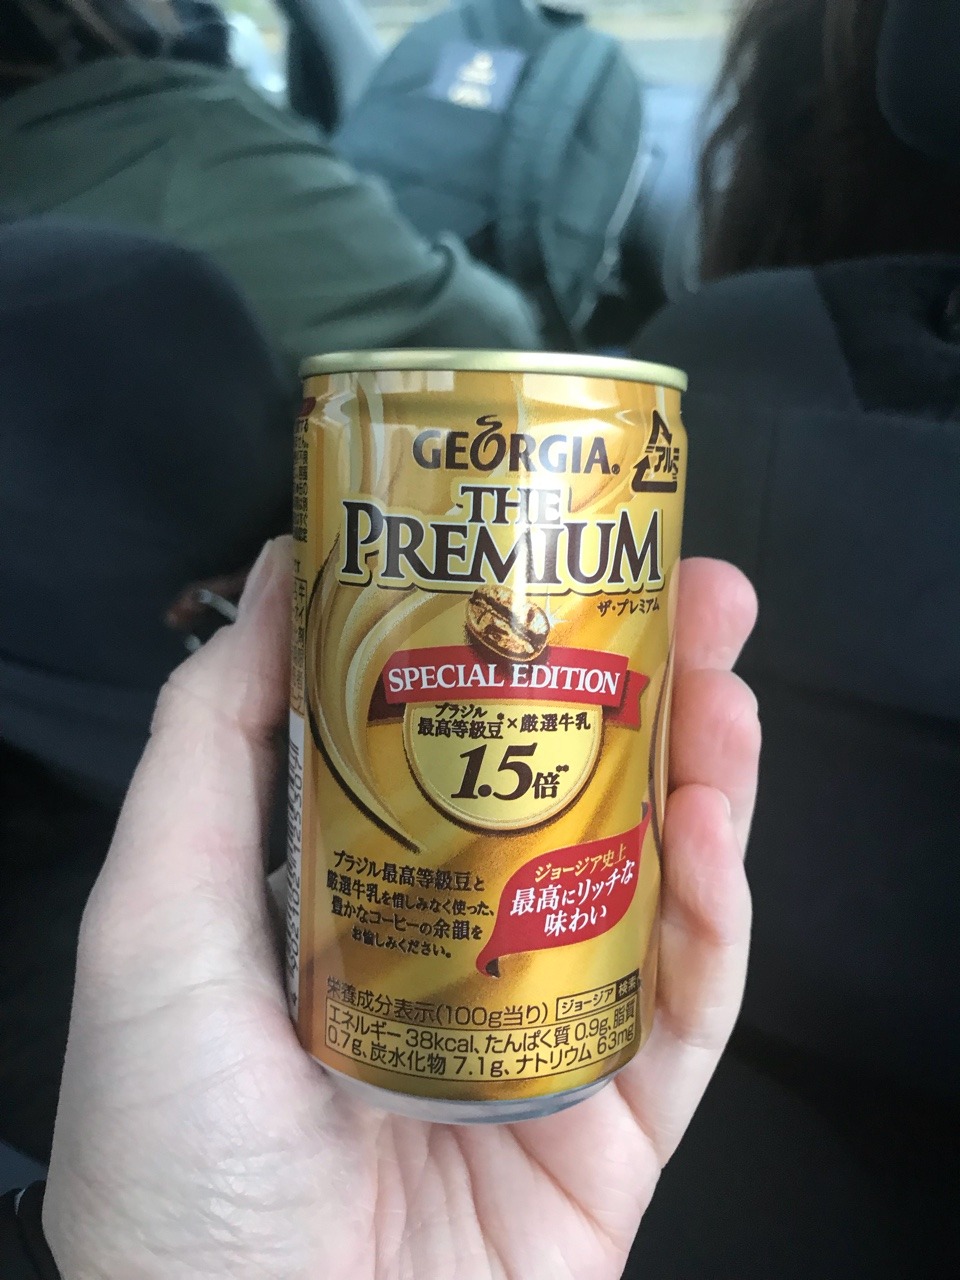 GEORGIA®
アルミ
THE
PREMIUM
ザ・プレミアム
SPECIAL EDITION
ブラジル
最高等級豆*×厳選牛乳
1.5倍**
ブラジル最高等級豆と
厳選牛乳を惜しみなく使った、
豊かなコーヒーの余韻を
お愉しみください。
ジョージア史上
最高にリッチな
味わい
栄養成分表示(100g当り)
ジョージア 検索
エネルギー 38kcal、たんぱく質 0.9g、脂質
0.7g、炭水化物 7.1g、ナトリウム 63mg